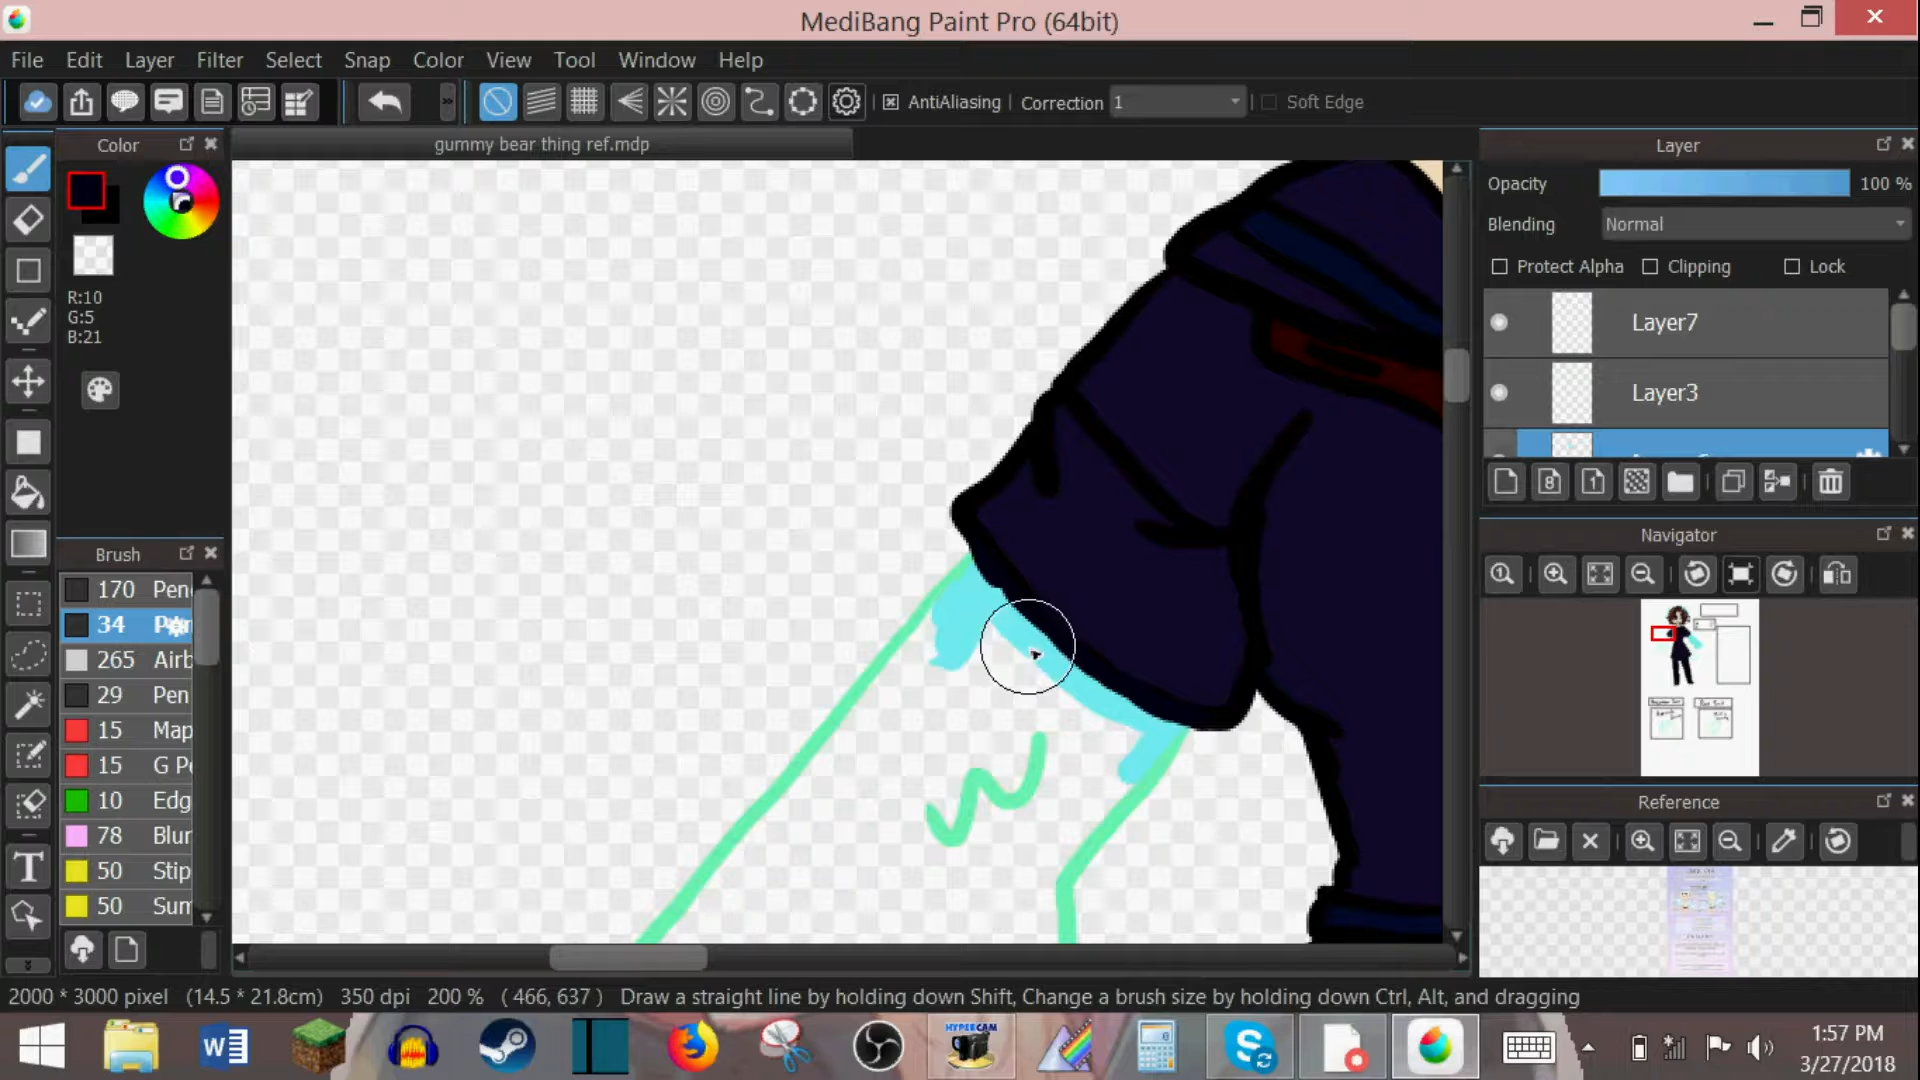 MediBang Paint Pro (64bit)
File Edit Layer Filter Select Snap Color View Tool Window Help
AntiAliasing Correction 1 Soft Edge
Color
gummy bear thing ref.mdp
Layer
Opacity 100 %
Blending Normal
Protect Alpha Clipping Lock
R:10
G:5
B:21
Layer7
Layer3
8 1
Navigator
Brush
170 Pen
34
265 Airb
29 Pen
15 Map
15 G Pe
10 Edg
78 Blur
50 Stip
50 Sum
T
Reference
2000 * 3000 pixel (14.5 * 21.8cm) 350 dpi 200 % ( 466, 637 ) Draw a straight line by holding down Shift, Change a brush size by holding down Ctrl, Alt, and dragging
W
HYPERCAM
S
1:57 PM
3/27/2018